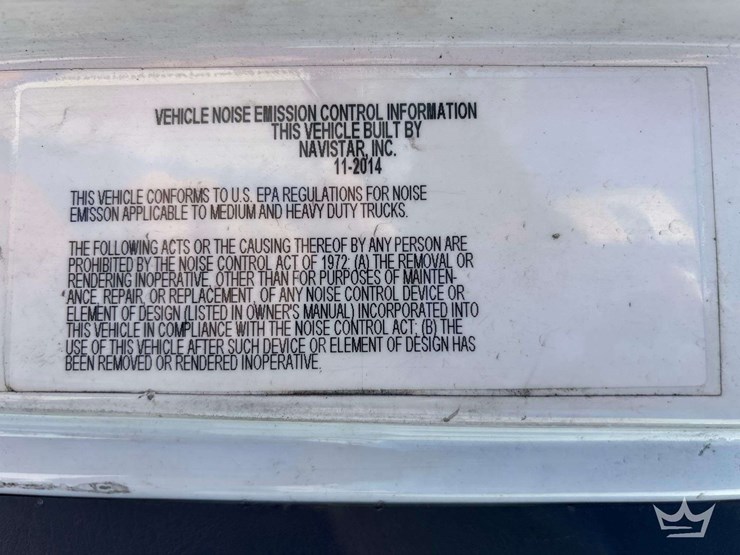 VEHICLE NOISE EMISSION CONTROL INFORMATION
THIS VEHICLE BUILT BY
NAVISTAR, INC.
11-2014
THIS VEHICLE CONFORMS TO U.S. EPA REGULATIONS FOR NOISE
EMISSON APPLICABLE TO MEDIUM AND HEAVY DUTY TRUCKS.
THE FOLLOWING ACTS OR THE CAUSING THEREOF BY ANY PERSON ARE
PROHIBITED BY THE NOISE CONTROL ACT OF 1972: (A) THE REMOVAL OR
RENDERING INOPERATIVE, OTHER THAN FOR PURPOSES OF MAINTEN-
ANCE, REPAIR, OR REPLACEMENT, OF ANY NOISE CONTROL DEVICE OR
ELEMENT OF DESIGN (LISTED IN OWNER'S MANUAL) INCORPORATED INTO
THIS VEHICLE IN COMPLIANCE WITH THE NOISE CONTROL ACT; (B) THE
USE OF THIS VEHICLE AFTER SUCH DEVICE OR ELEMENT OF DESIGN HAS
BEEN REMOVED OR RENDERED INOPERATIVE.